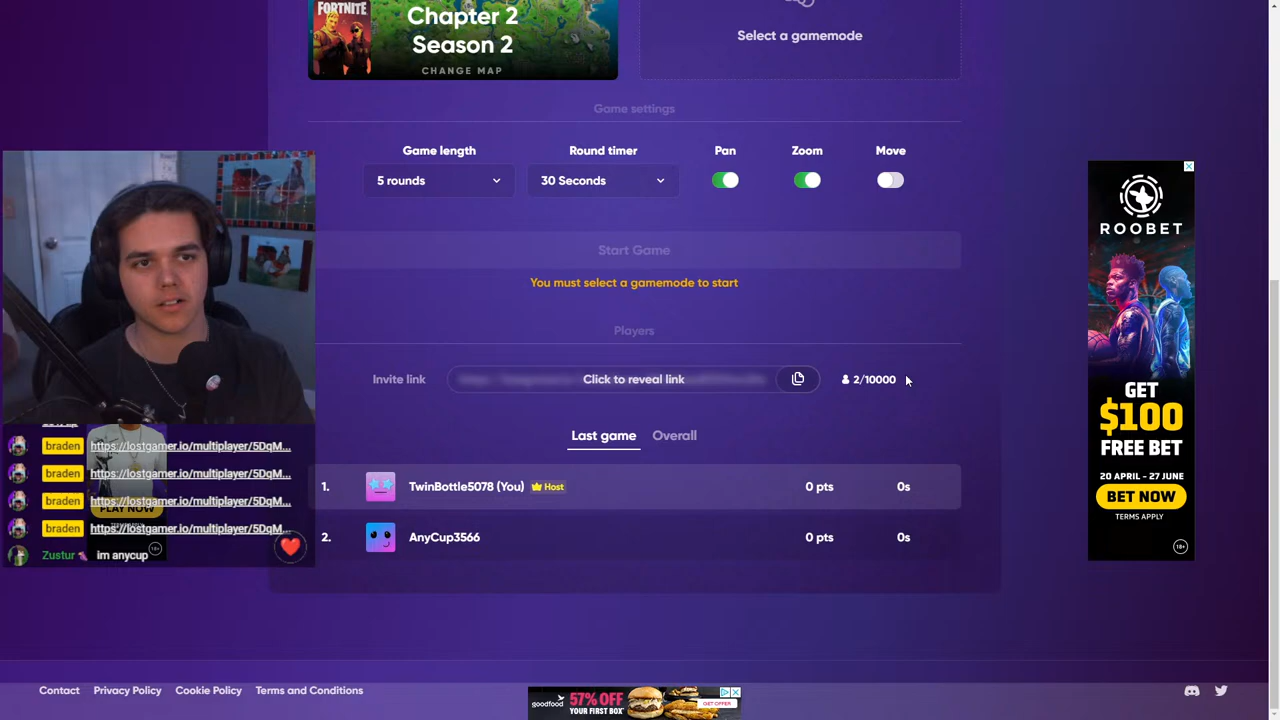 FORTNITE
Chapter 2
Season 2
CHANGE MAP
Select a gamemode
Game settings
Game length
Round timer
Pan
Zoom
Move
5 rounds
30 Seconds
Start Game
You must select a gamemode to start
Players
Invite link
Click to reveal link
2/10000
Last game
Overall
1.
TwinBottle5078 (You)
Host
0 pts
0s
2.
AnyCup3566
0 pts
0s
braden https://lostgamer.io/multiplayer/5DqM...
braden https://lostgamer.io/multiplayer/5DqM...
braden https://lostgamer.io/multiplayer/5DqM...
PLAY NOW
braden https://lostgamer.io/multiplayer/5DqM...
Zustur im anycup
ROOBET
GET
$100
FREE BET
20 APRIL - 27 JUNE
BET NOW
TERMS APPLY
18+
Contact
Privacy Policy
Cookie Policy
Terms and Conditions
goodfood
57% OFF
YOUR FIRST BOX
GET OFFER